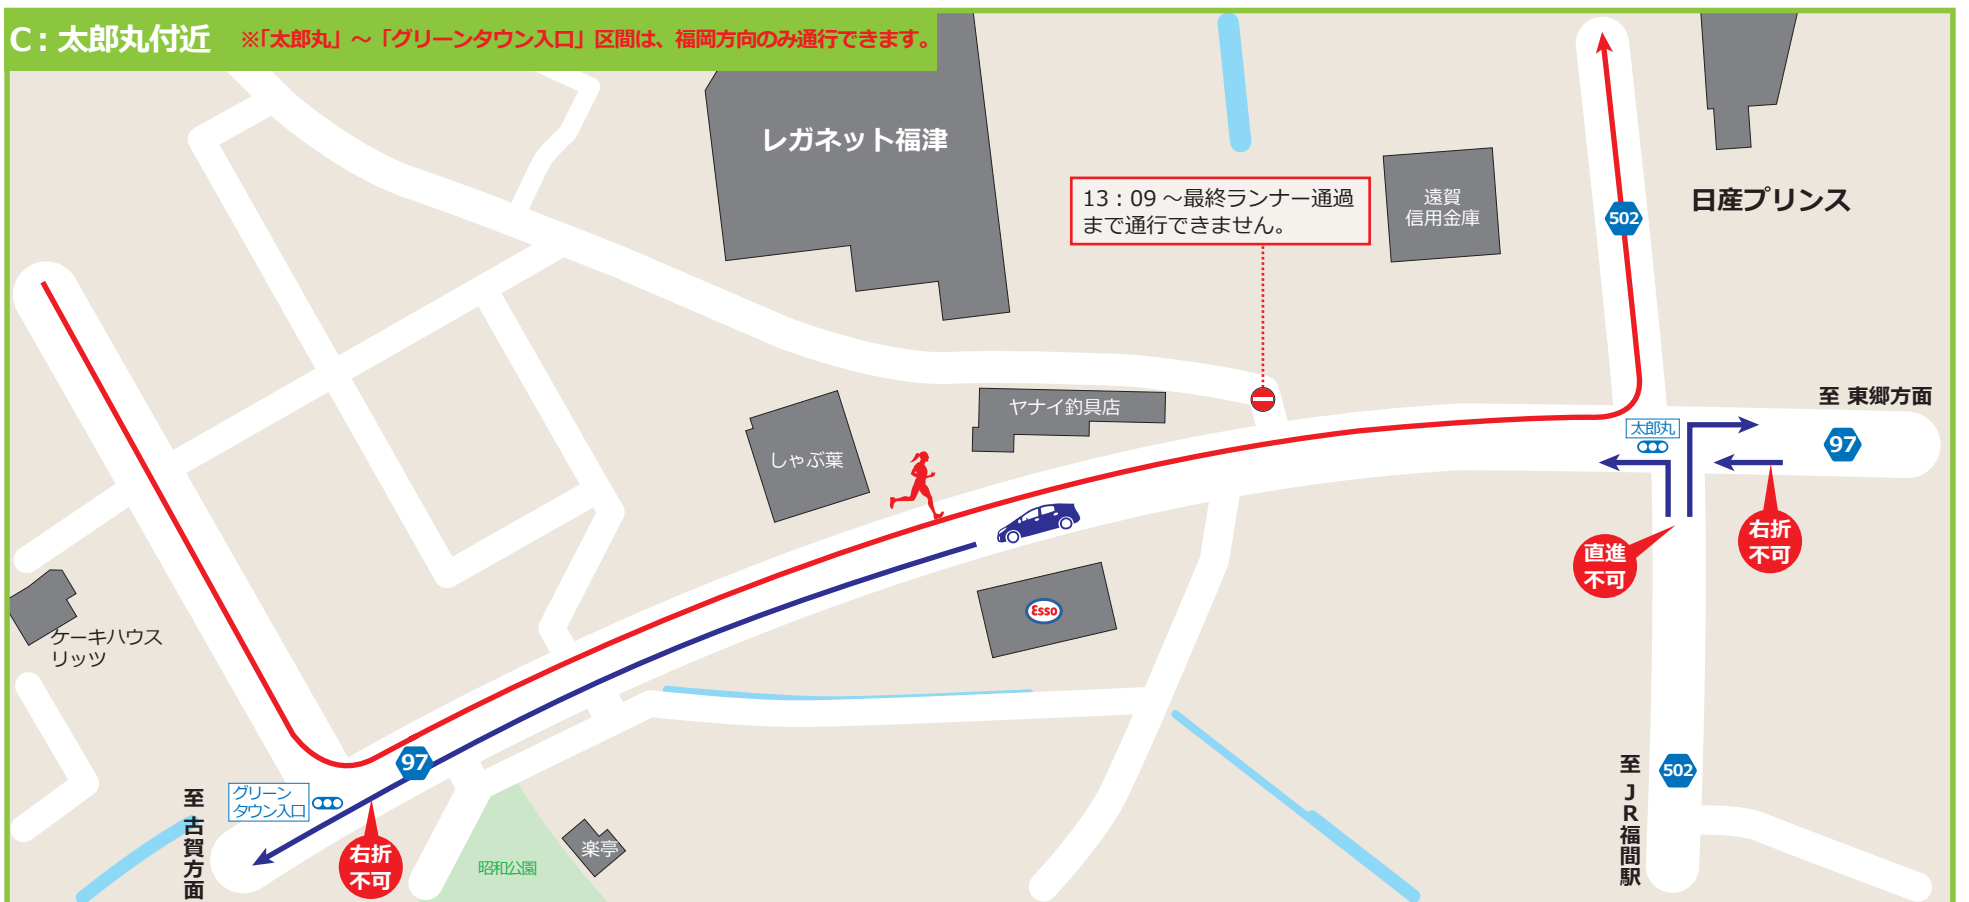 C：太郎丸付近 ※「太郎丸」～「グリーンタウン入口」区間は、福岡方向のみ通行できます。
レガネット福津
13：09～最終ランナー通過
まで通行できません。
遠賀
信用金庫
502
日産プリンス
至 東郷方面
ヤナイ釣具店
太郎丸
97
しゃぶ葉
右折
不可
直進
不可
Esso
ケーキハウス
リッツ
97
グリーン
タウン入口
至 古賀方面
右折
不可
昭和公園
楽亭
至 JR福間駅
502